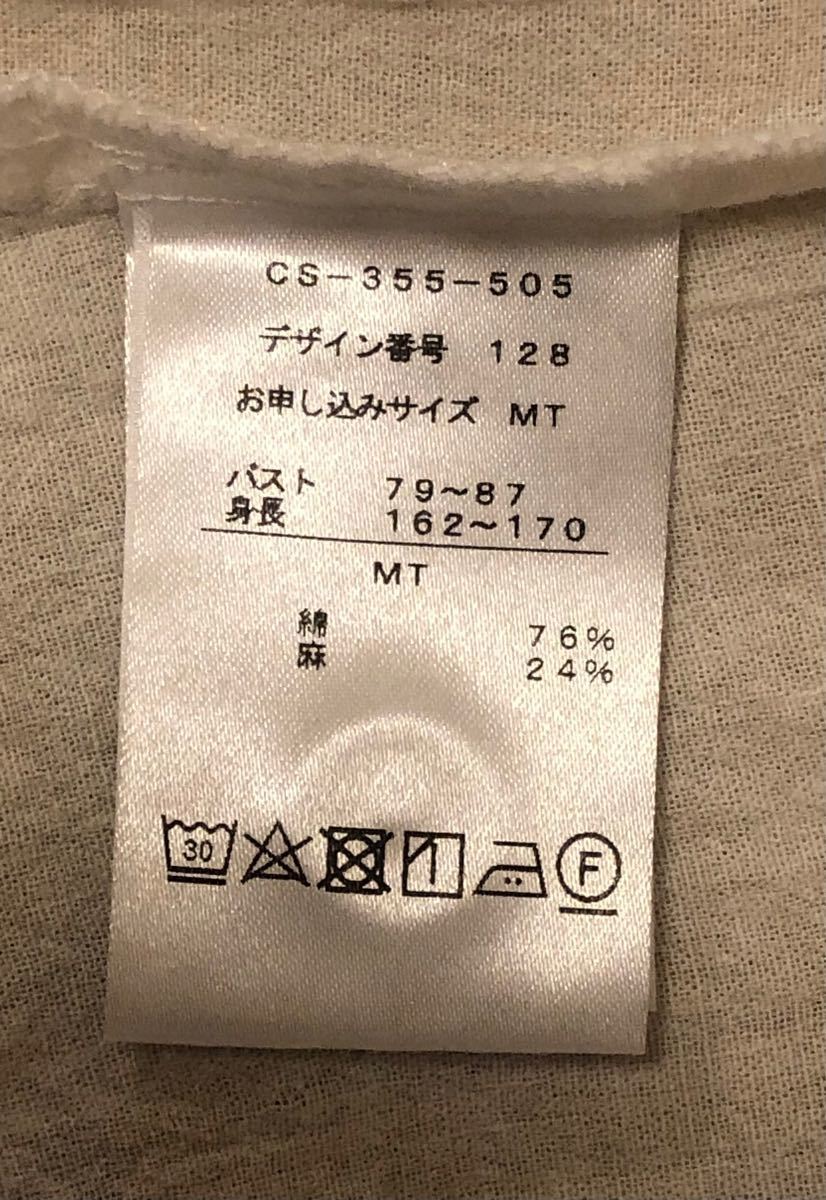 CS-355-505
デザイン番号 128
お申し込みサイズ MT
バスト 79~87
身長 162~170
MT
綿 76%
麻 24%
30 F